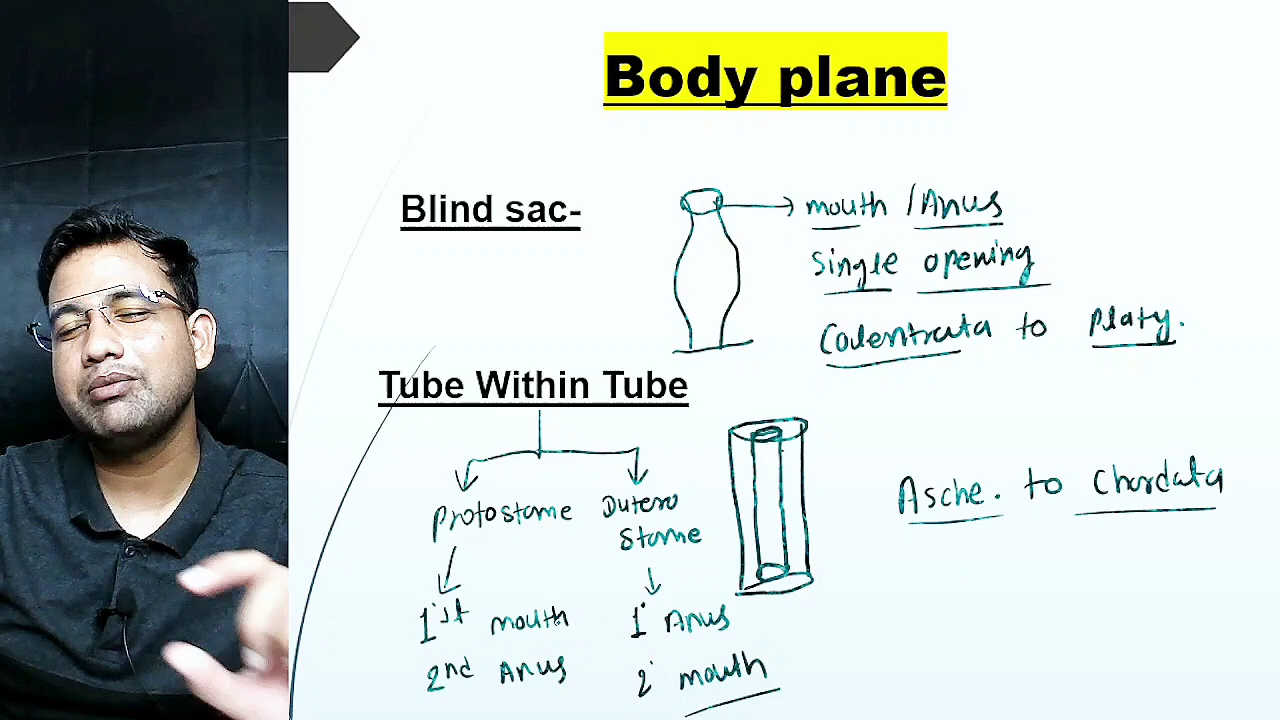 Body plane
Blind sac-
mouth / Anus
single opening
Coelentrata to Platy.
Tube Within Tube
Protostome
Dutero
Stome
Asche. to Chordata
1st mouth
2nd Anus
1° Anus
2° mouth